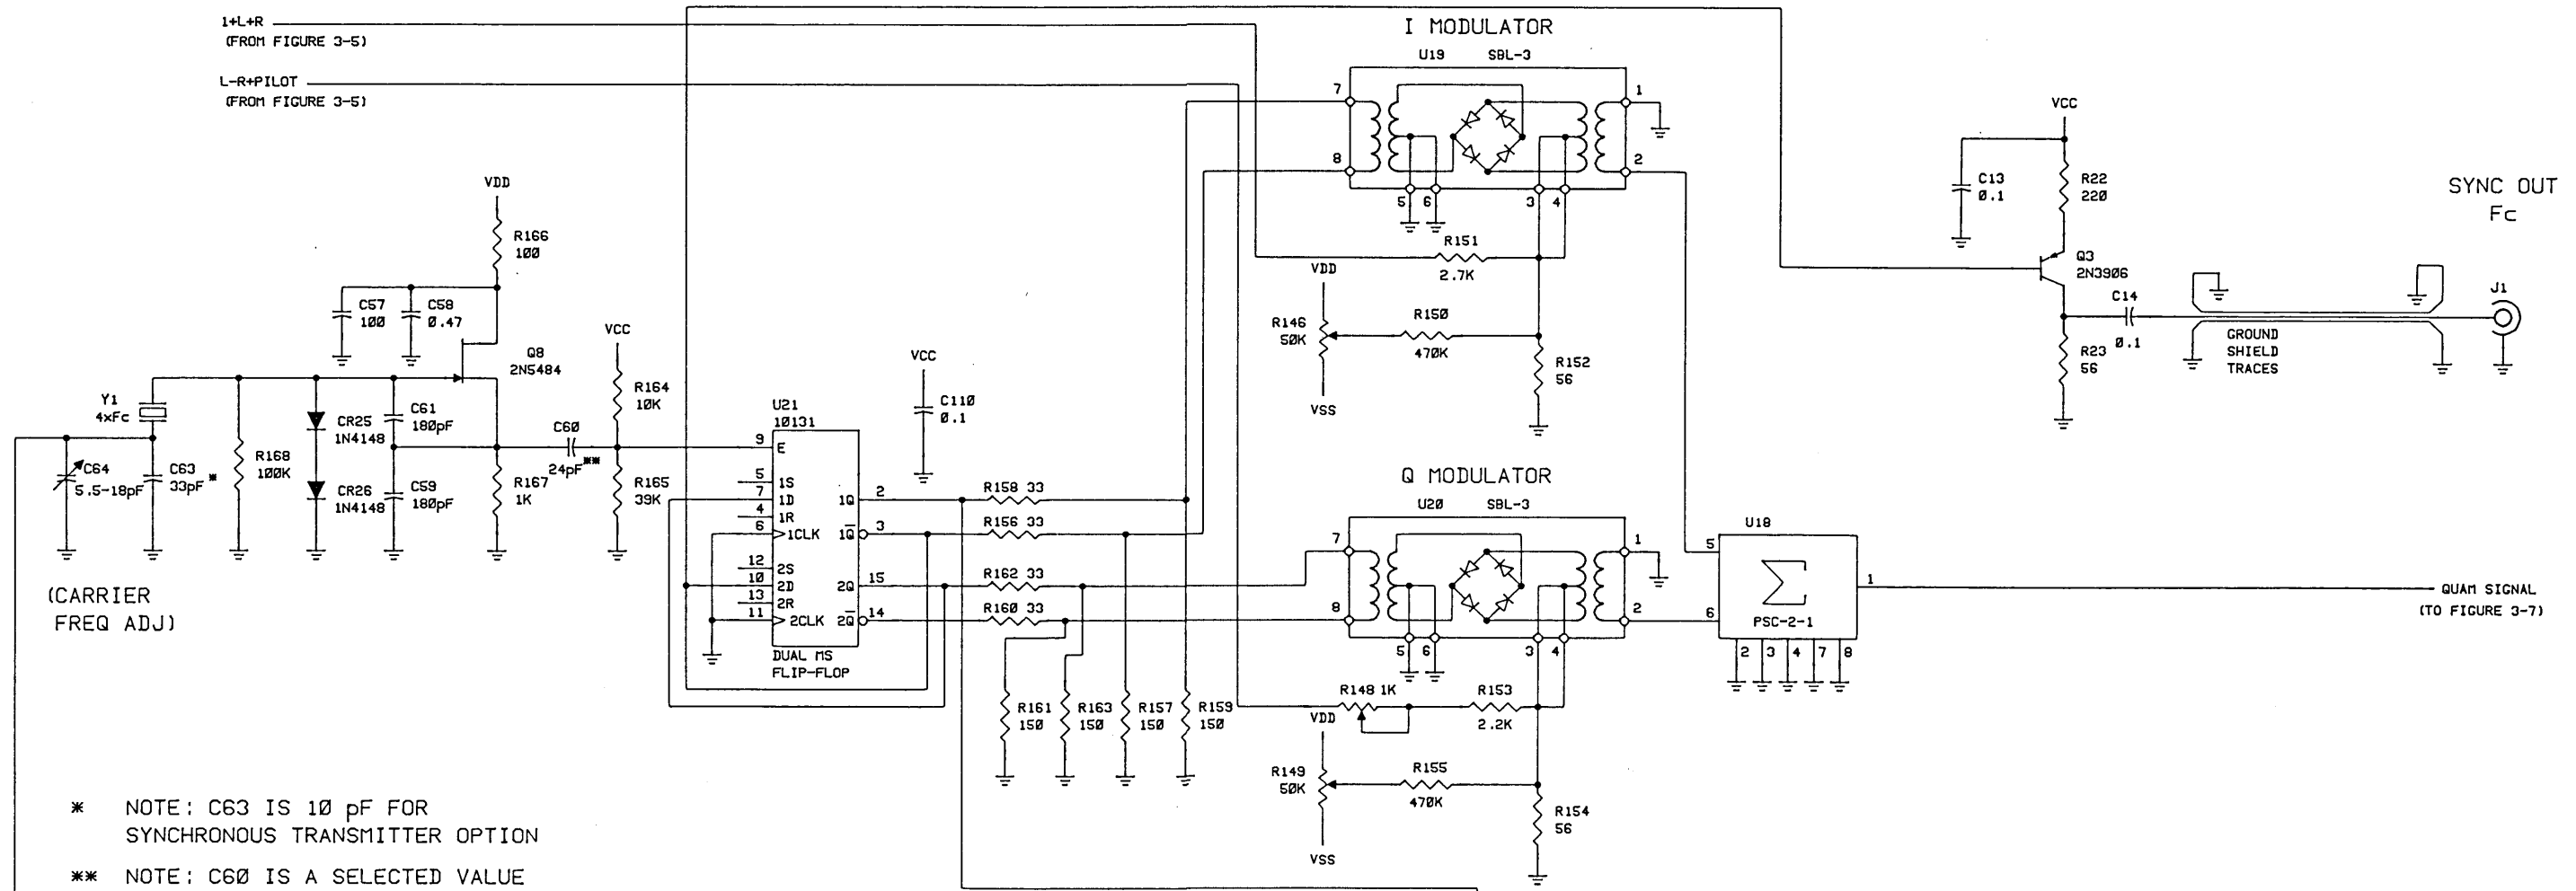 1+L+R
(FROM FIGURE 3-5)
L-R+PILOT
(FROM FIGURE 3-5)
I MODULATOR
U19 SBL-3
7
8
1
2
5 6
3 4
VCC
C13
0.1
R22
220
SYNC OUT
Fc
Q3
2N3906
C14
0.1
J1
GROUND
SHIELD
TRACES
R23
56
VDD
R166
100
C57
100
C58
0.47
Q8
2N5484
VCC
R164
10K
R151
2.7K
VDD
R146
50K
R150
470K
VSS
R152
56
Y1
4xFc
C64
5.5-18pF
C63
33pF *
R168
100K
CR25
1N4148
CR26
1N4148
C61
180pF
C59
180pF
R167
1K
C60
24pF **
R165
39K
VCC
C110
0.1
U21
10131
9 E
5 1S
7 1D
4 1R
6 1CLK
12 2S
10 2D
13 2R
11 2CLK
1Q 2
1Q̅ 3
2Q 15
2Q̅ 14
DUAL MS
FLIP-FLOP
R158 33
R156 33
R162 33
R160 33
R161
150
R163
150
R157
150
R159
150
Q MODULATOR
U20 SBL-3
7
8
1
2
5 6
3 4
R148 1K
R153
2.2K
VDD
R149
50K
R155
470K
VSS
R154
56
U18
5
6
Σ
PSC-2-1
1
2 3 4 7 8
QUAM SIGNAL
(TO FIGURE 3-7)
(CARRIER
FREQ ADJ)
* NOTE: C63 IS 10 pF FOR
SYNCHRONOUS TRANSMITTER OPTION
** NOTE: C60 IS A SELECTED VALUE